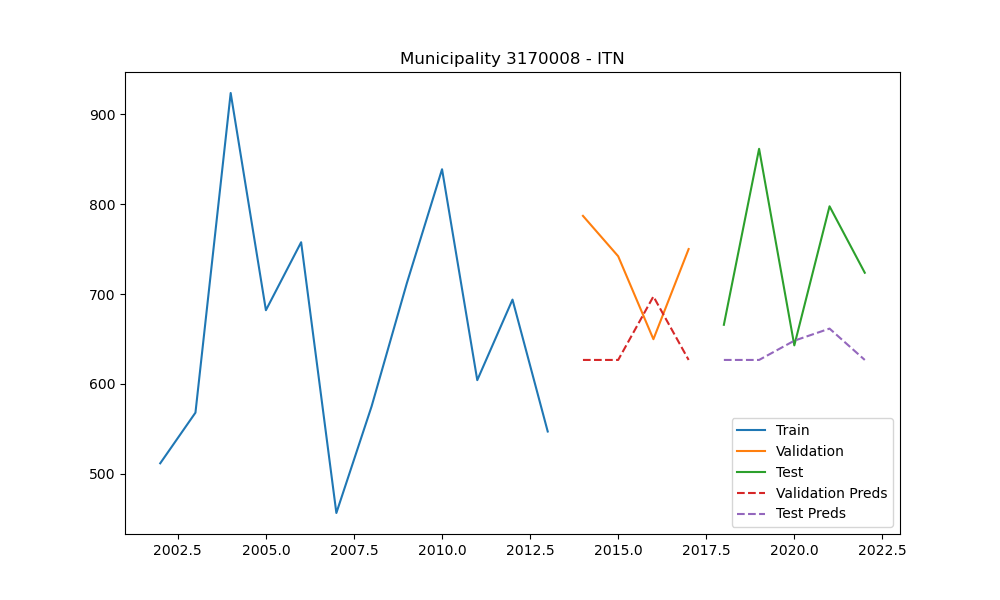 Municipality 3170008 - ITN
900
800
700
600
500
2002.5 2005.0 2007.5 2010.0 2012.5 2015.0 2017.5 2020.0 2022.5
Train
Validation
Test
Validation Preds
Test Preds